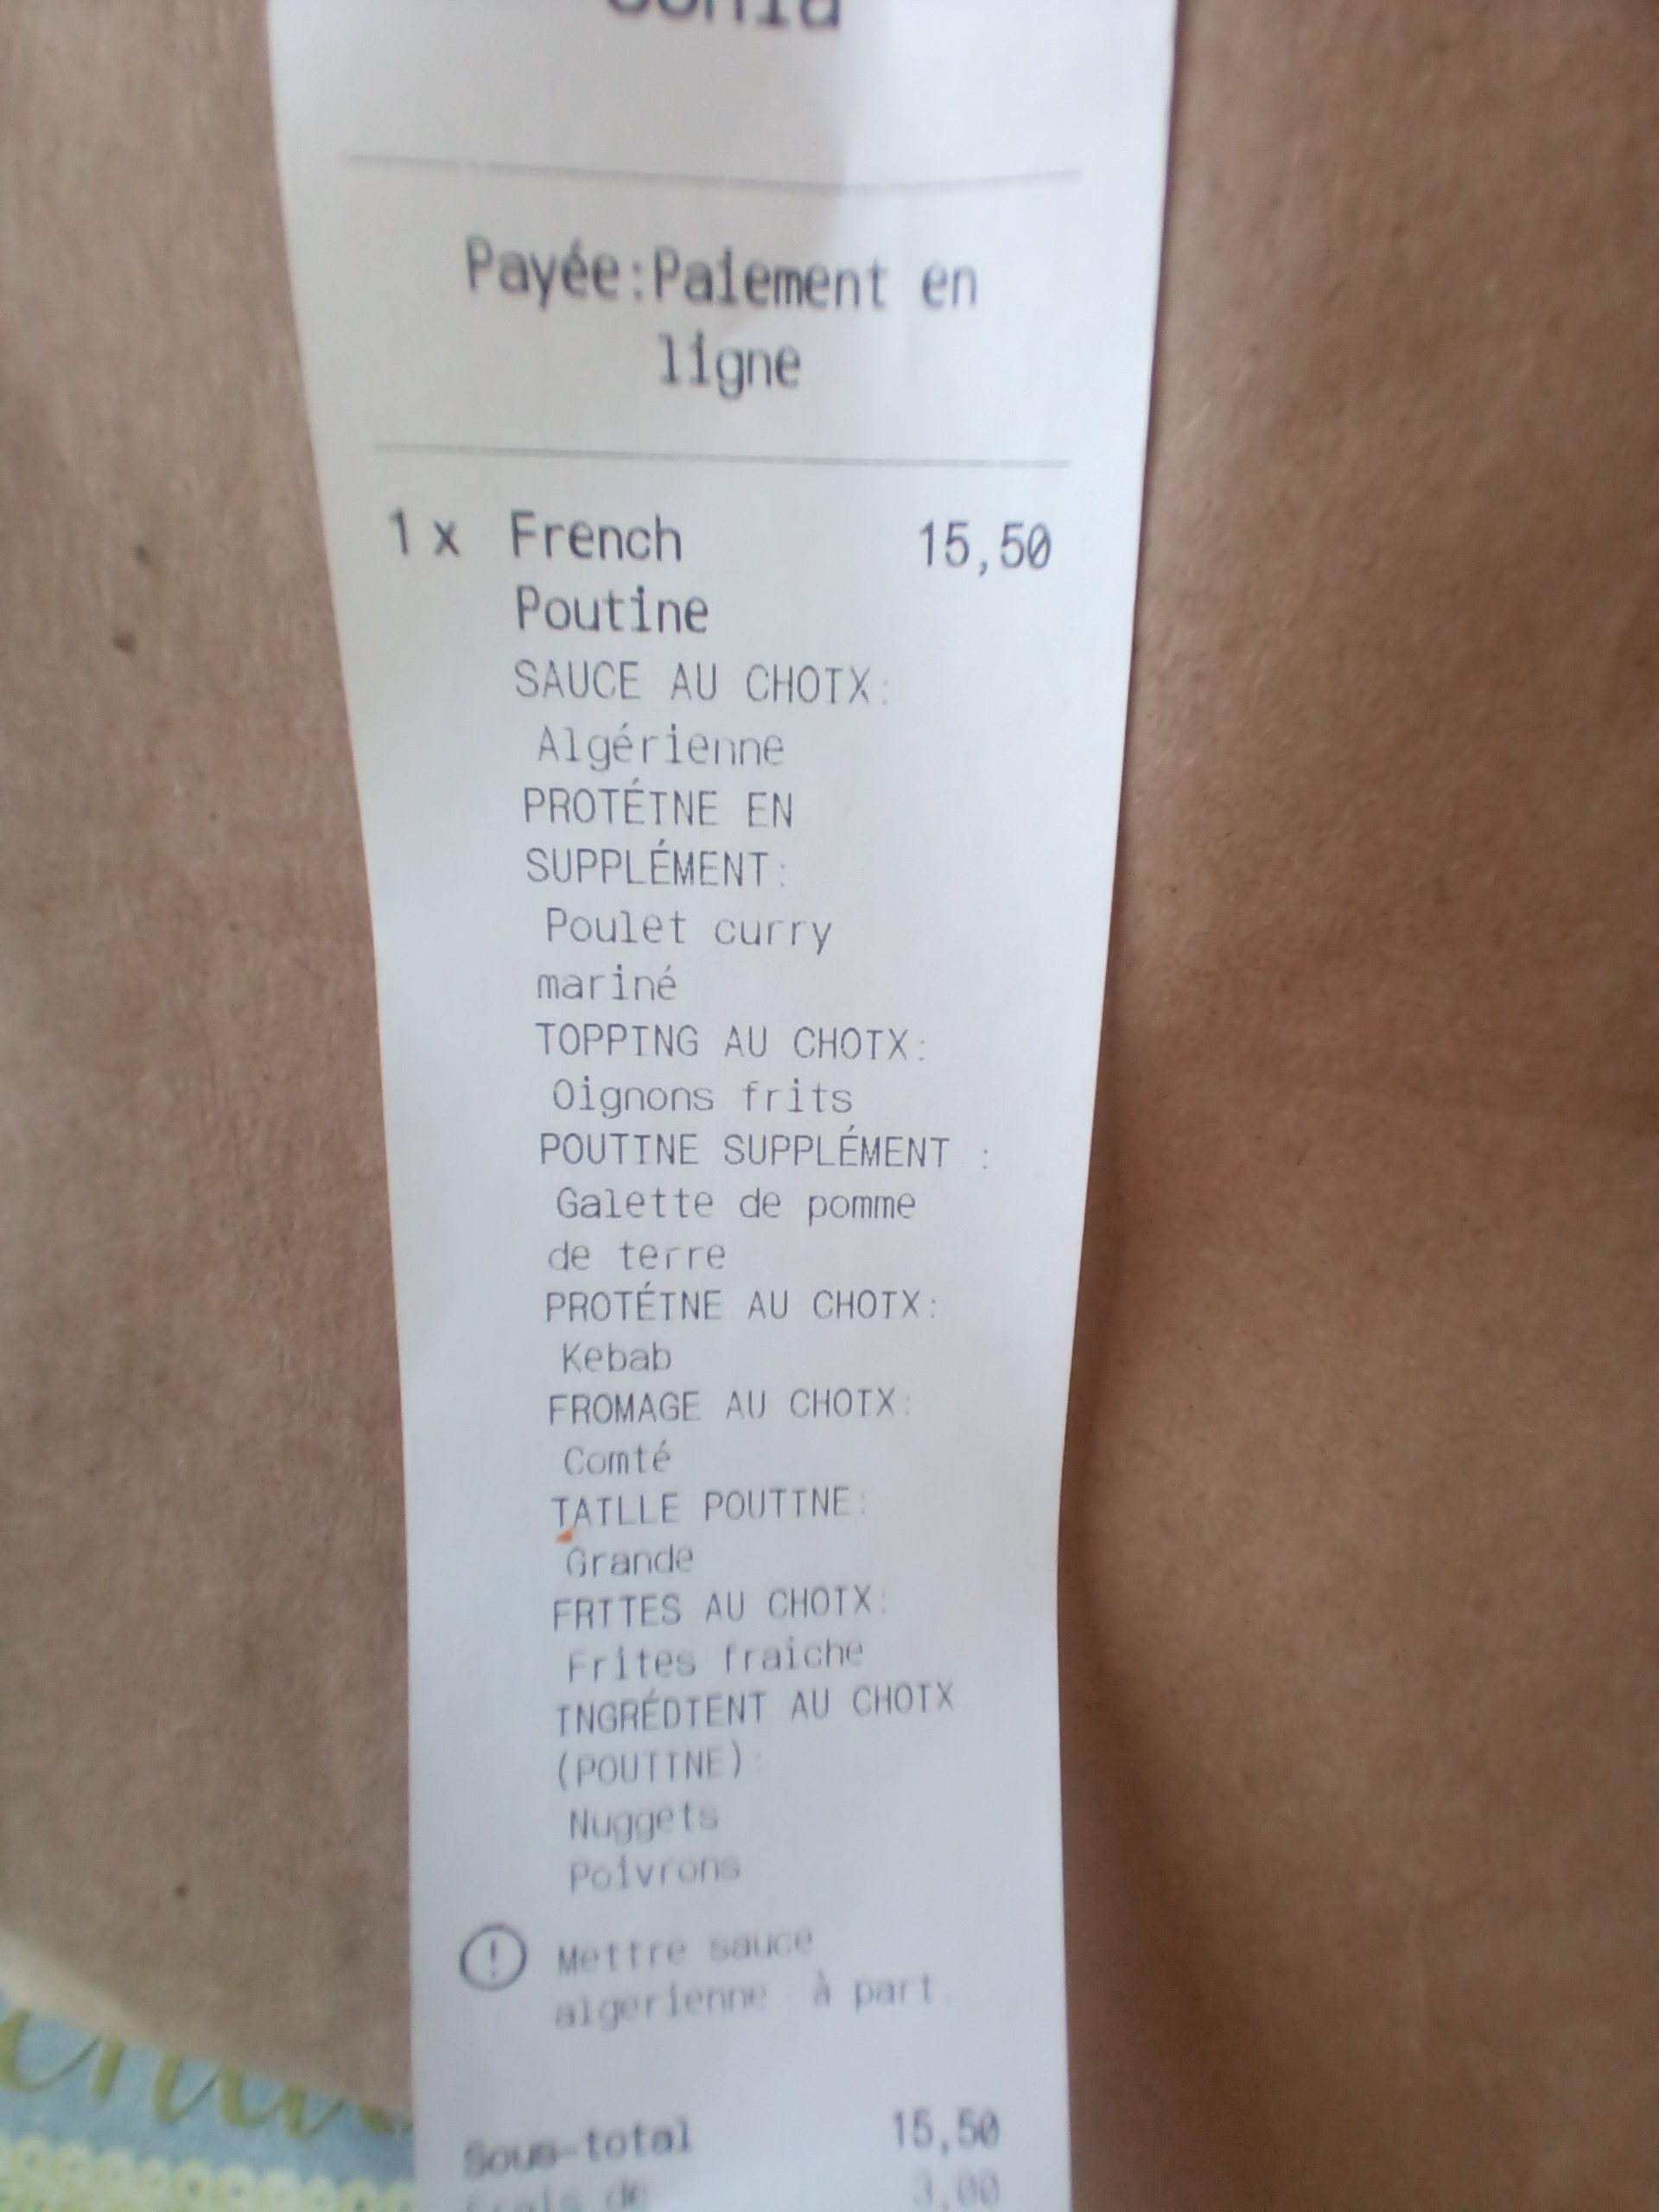 Payée:Paiement en
ligne
1 x French 15,50
Poutine
SAUCE AU CHOIX:
Algérienne
PROTÉINE EN
SUPPLÉMENT:
Poulet curry
mariné
TOPPING AU CHOIX:
Oignons frits
POUTINE SUPPLÉMENT :
Galette de pomme
de terre
PROTÉINE AU CHOIX:
Kebab
FROMAGE AU CHOIX:
Comté
TAILLE POUTINE:
Grande
FRITES AU CHOIX:
Frites fraiche
INGRÉDIENT AU CHOIX
(POUTINE):
Nuggets
Poivrons
! Mettre sauce
algerienne à part.
Sous-total 15,50
Frais de 3,00